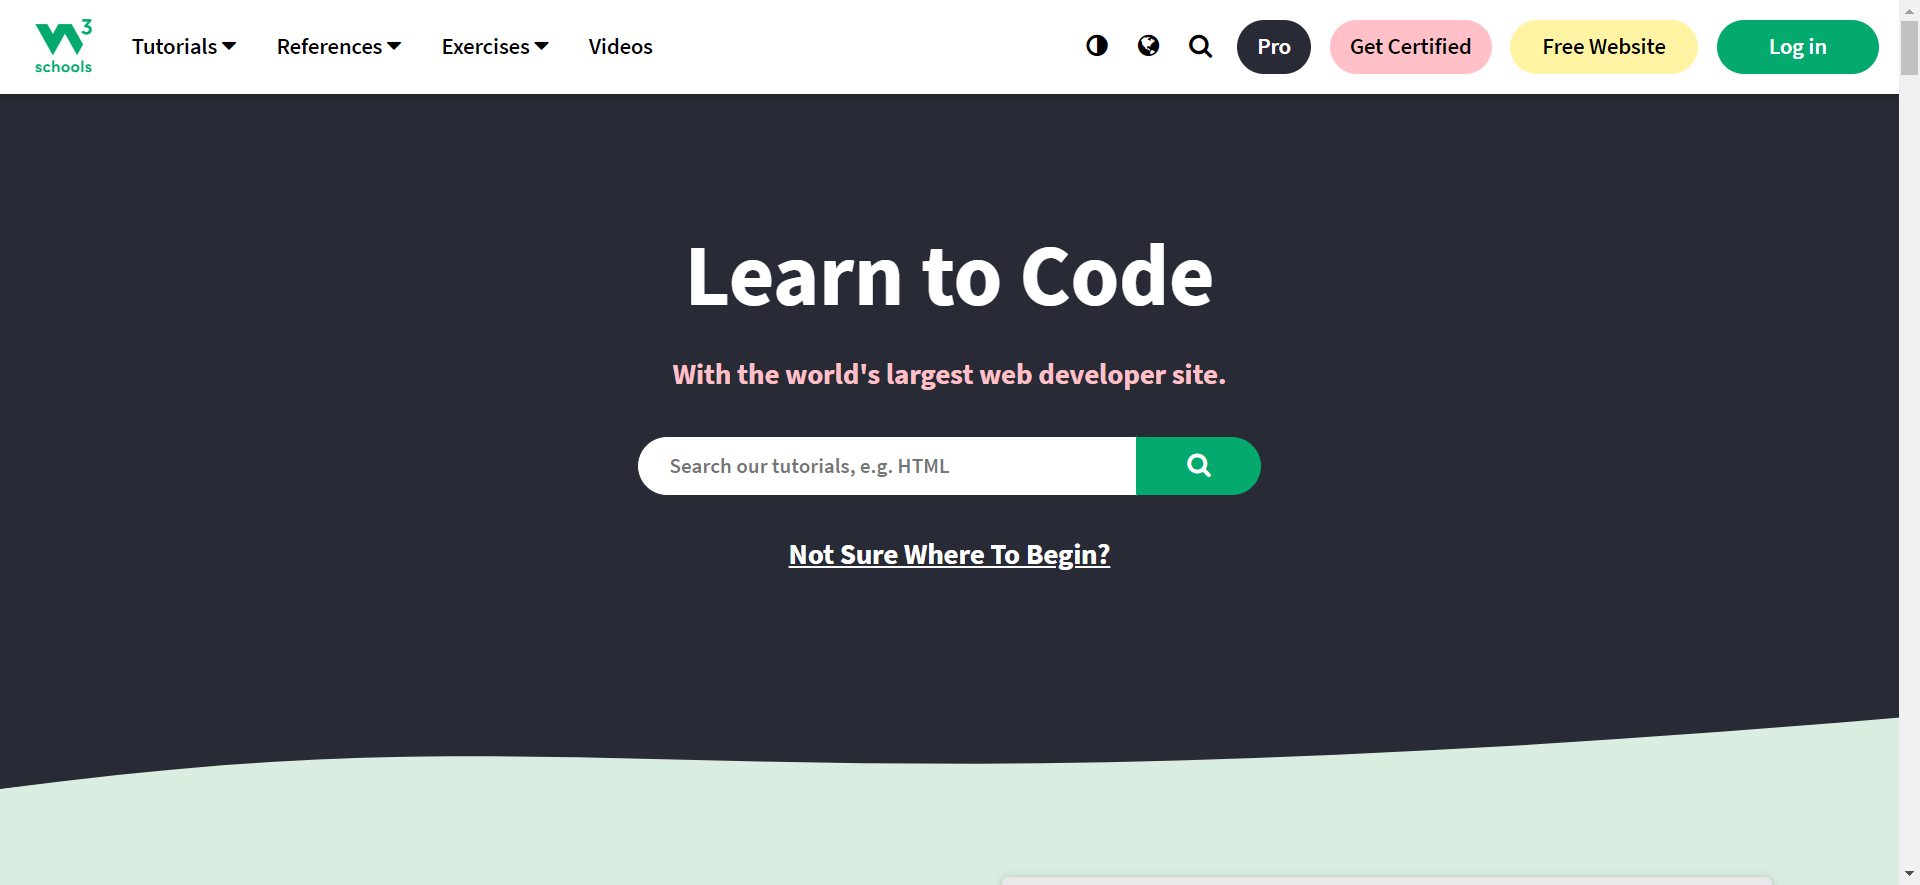 W3 schools
Tutorials References Exercises Videos Pro Get Certified Free Website Log in
Learn to Code
With the world's largest web developer site.
Search our tutorials, e.g. HTML
Not Sure Where To Begin?